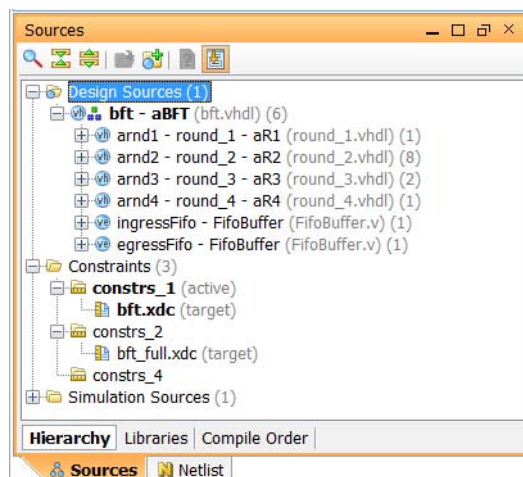 Sources
Design Sources (1)
bft - aBFT (bft.vhdl) (6)
arnd1 - round_1 - aR1 (round_1.vhdl) (1)
arnd2 - round_2 - aR2 (round_2.vhdl) (8)
arnd3 - round_3 - aR3 (round_3.vhdl) (2)
arnd4 - round_4 - aR4 (round_4.vhdl) (1)
ingressFifo - FifoBuffer (FifoBuffer.v) (1)
egressFifo - FifoBuffer (FifoBuffer.v) (1)
Constraints (3)
constrs_1 (active)
bft.xdc (target)
constrs_2
bft_full.xdc (target)
constrs_4
Simulation Sources (1)
Hierarchy Libraries Compile Order
Sources Netlist